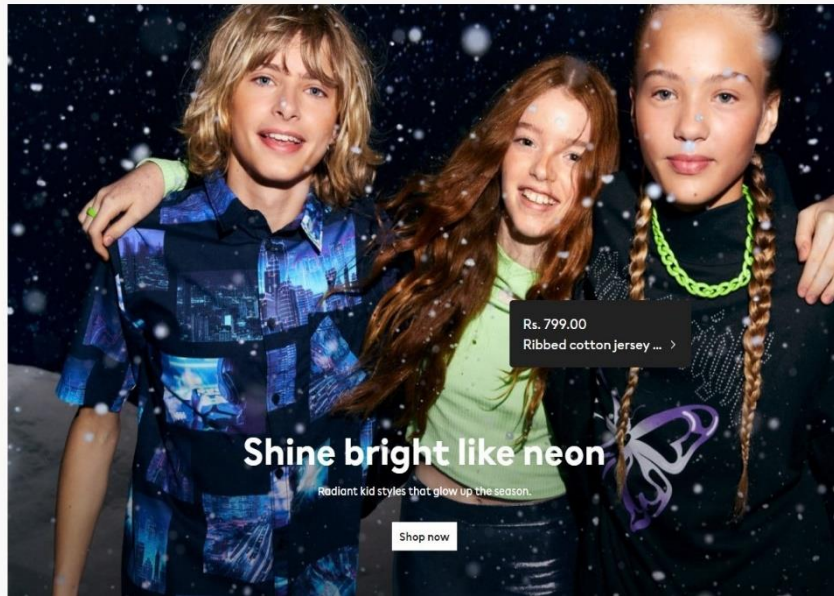 Rs. 799.00
Ribbed cotton jersey ...
Shine bright like neon
Radiant kid styles that glow up the season.
Shop now